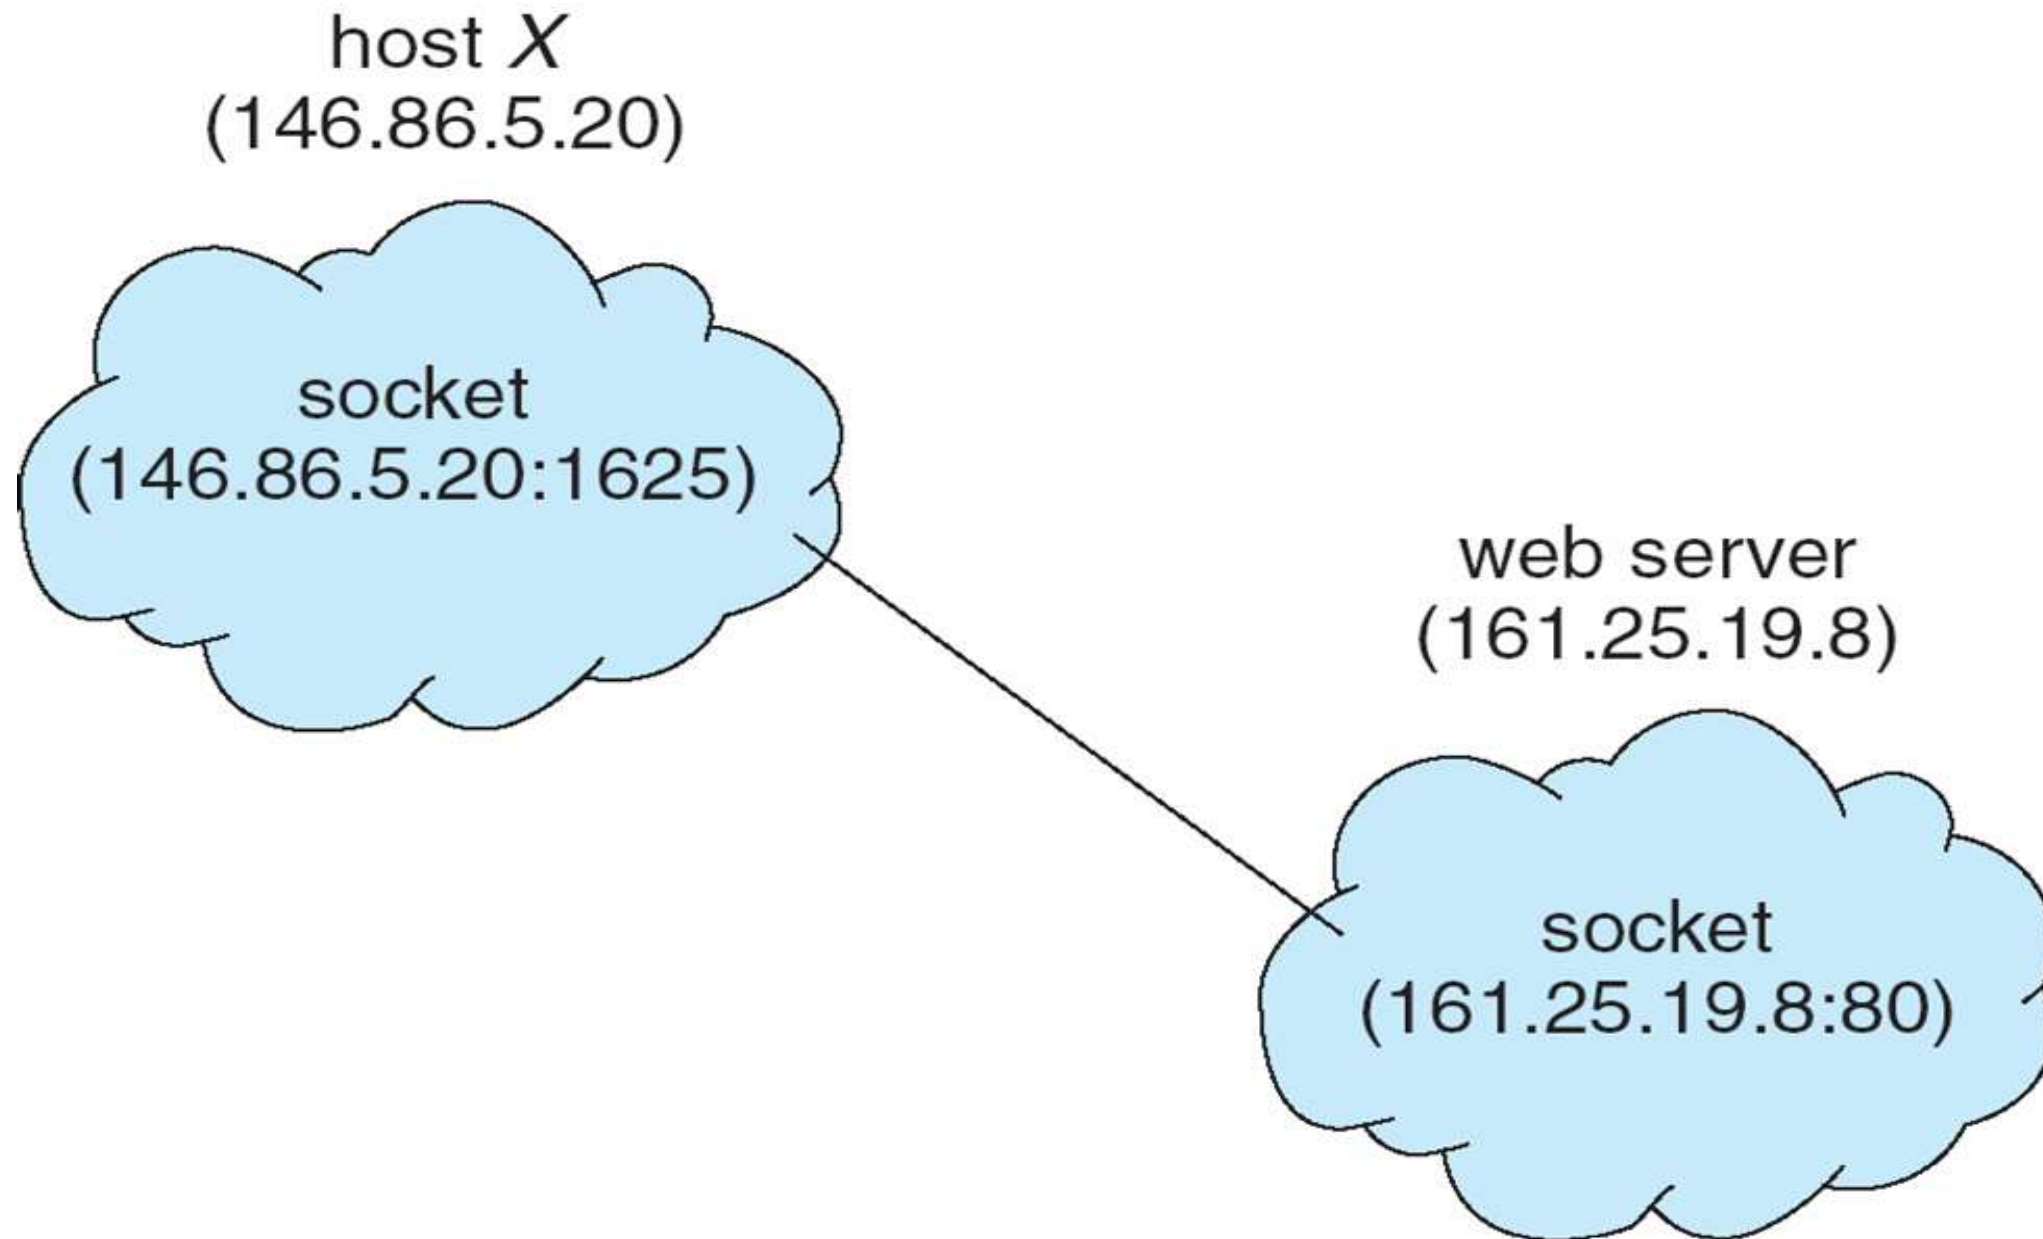 host X
(146.86.5.20)
socket
(146.86.5.20:1625)
web server
(161.25.19.8)
socket
(161.25.19.8:80)